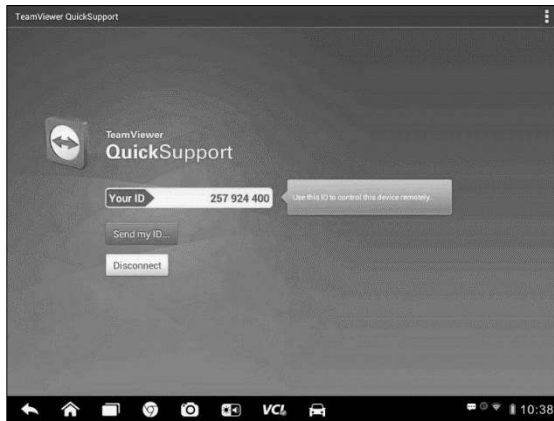 TeamViewer QuickSupport
TeamViewer
QuickSupport
Your ID 257 924 400
Use this ID to control this device remotely.
Send my ID...
Disconnect
VCI
10:38